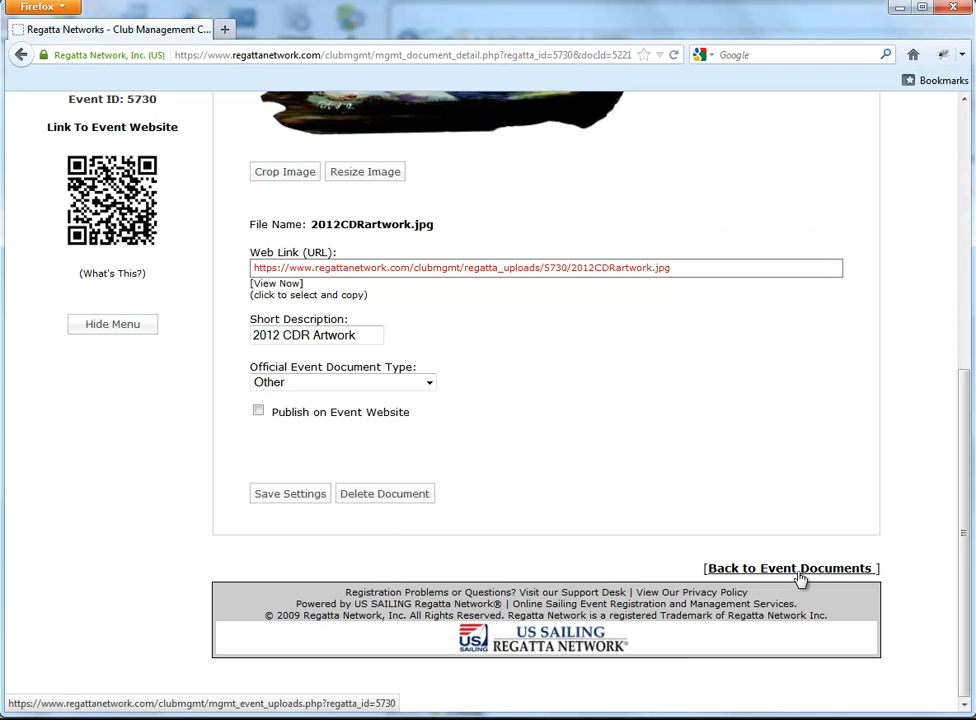 Firefox
Regatta Networks - Club Management C...
+
Regatta Network, Inc. (US)
https://www.regattanetwork.com/clubmgmt/mgmt_document_detail.php?regatta_id=5730&docId=5221
Google
Bookmarks
Event ID: 5730
Link To Event Website
(What's This?)
Hide Menu
Crop Image
Resize Image
File Name: 2012CDRartwork.jpg
Web Link (URL):
https://www.regattanetwork.com/clubmgmt/regatta_uploads/5730/2012CDRartwork.jpg
[View Now]
(click to select and copy)
Short Description:
2012 CDR Artwork
Official Event Document Type:
Other
Publish on Event Website
Save Settings
Delete Document
[Back to Event Documents ]
Registration Problems or Questions? Visit our Support Desk | View Our Privacy Policy
Powered by US SAILING Regatta Network® | Online Sailing Event Registration and Management Services.
© 2009 Regatta Network, Inc. All Rights Reserved. Regatta Network is a registered Trademark of Regatta Network Inc.
US SAILING
US SAILING
REGATTA NETWORK®
https://www.regattanetwork.com/clubmgmt/mgmt_event_uploads.php?regatta_id=5730